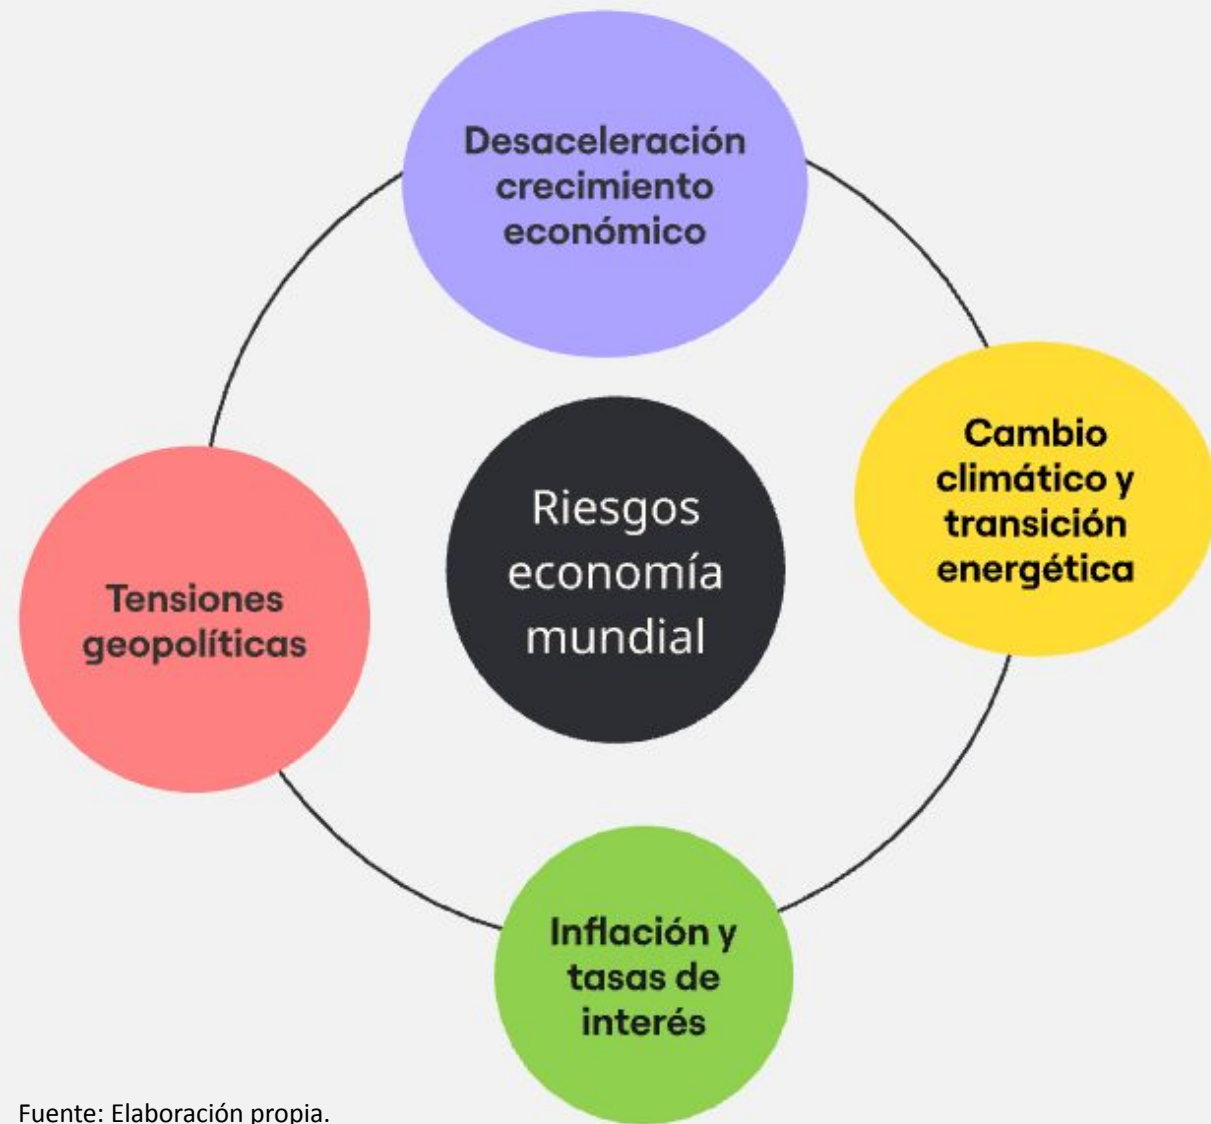 Desaceleración
crecimiento
económico
Cambio
climático y
transición
energética
Riesgos
economía
mundial
Tensiones
geopolíticas
Inflación y
tasas de
interés
Fuente: Elaboración propia.